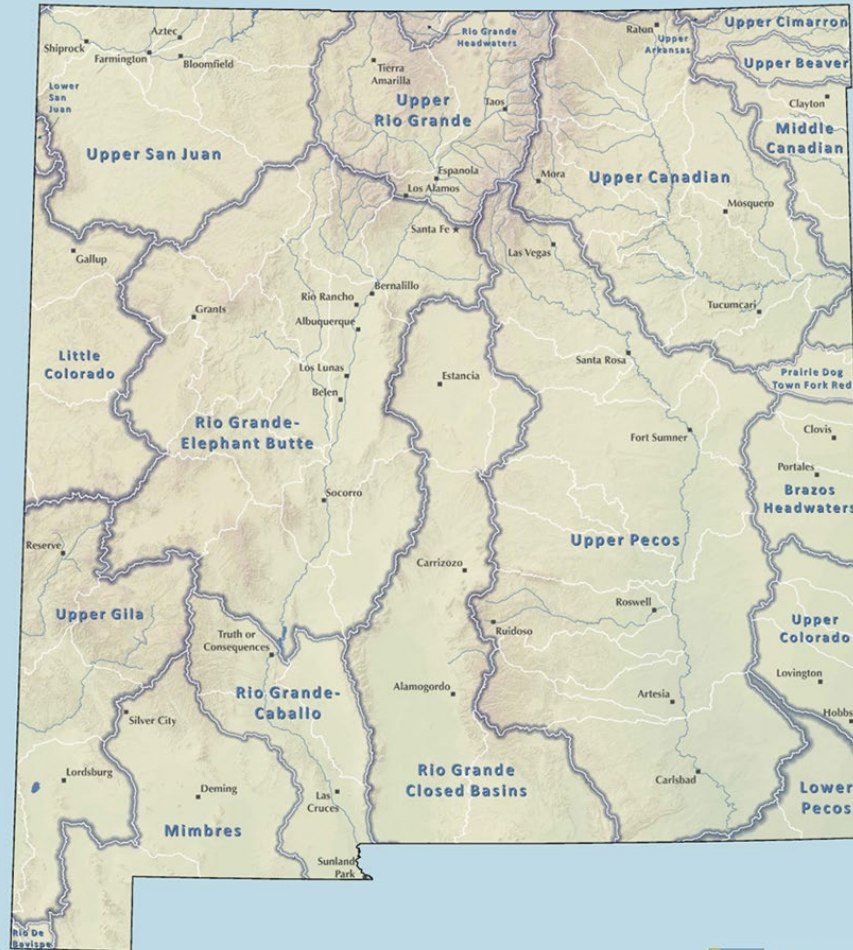 Aztec
Shiprock
Farmington
Bloomfield
Lower
San
Juan
Upper San Juan
Rio Grande
Headwaters
Tierra
Amarilla
Upper
Rio Grande
Taos
Espanola
Los Alamos
Santa Fe
Raton
Upper
Arkansas
Upper Cimarron
Upper Beaver
Clayton
Middle
Canadian
Mora
Upper Canadian
Mosquero
Las Vegas
Tucumcari
Gallup
Little
Colorado
Grants
Bernalillo
Rio Rancho
Albuquerque
Los Lunas
Belen
Rio Grande-
Elephant Butte
Socorro
Estancia
Santa Rosa
Prairie Dog
Town Fork Red
Fort Sumner
Clovis
Portales
Brazos
Headwaters
Reserve
Upper Gila
Carrizozo
Upper Pecos
Roswell
Ruidoso
Upper
Colorado
Lovington
Hobbs
Truth or
Consequences
Rio Grande-
Caballo
Alamogordo
Artesia
Silver City
Lordsburg
Deming
Mimbres
Las
Cruces
Rio Grande
Closed Basins
Carlsbad
Lower
Pecos
Sunland
Park
Rio De
Bavispe